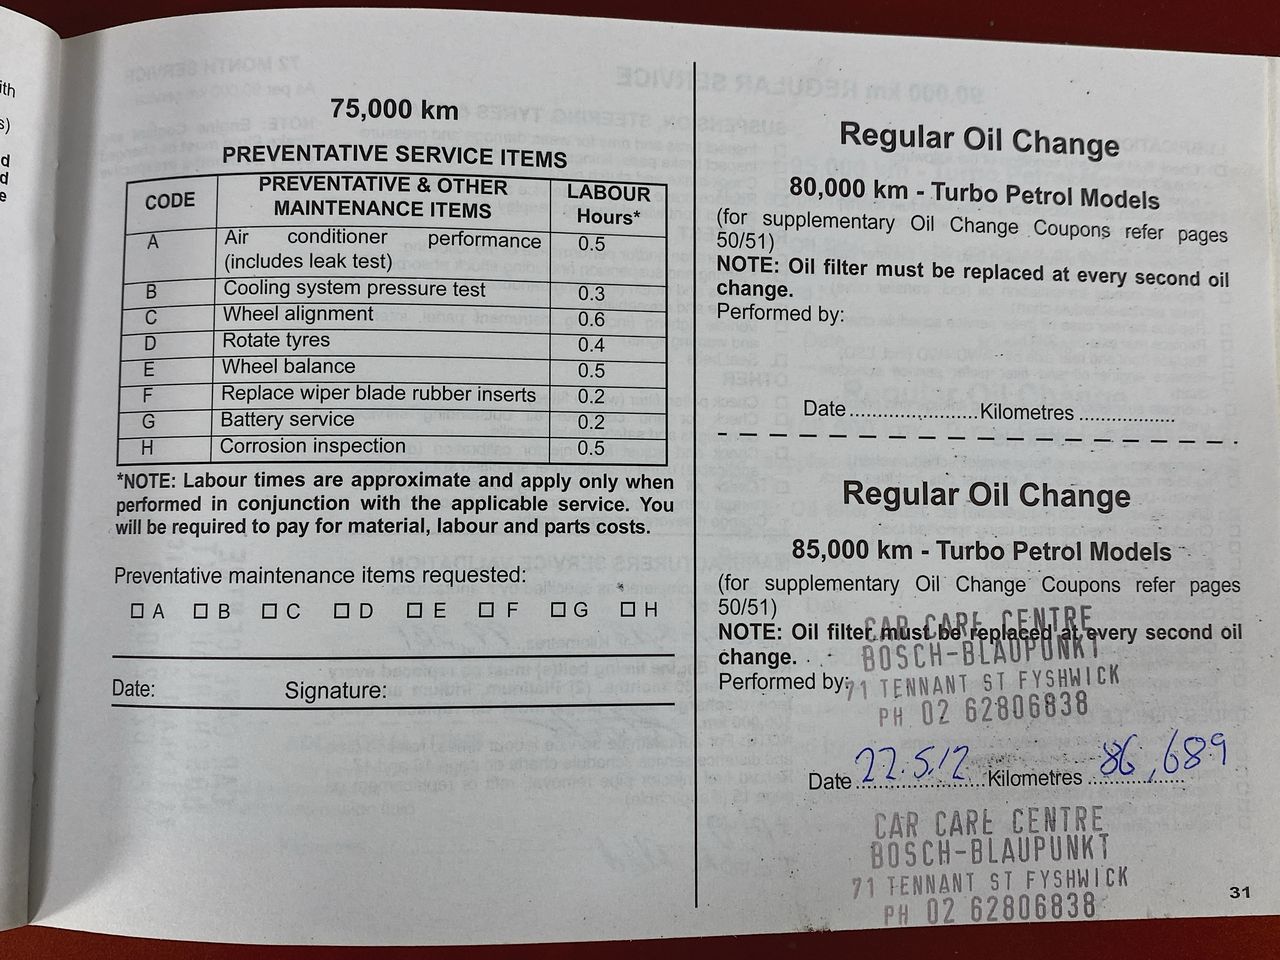 ith
s)
d
d
e
75,000 km
PREVENTATIVE SERVICE ITEMS
CODE PREVENTATIVE & OTHER MAINTENANCE ITEMS LABOUR Hours*
A Air conditioner performance (includes leak test) 0.5
B Cooling system pressure test 0.3
C Wheel alignment 0.6
D Rotate tyres 0.4
E Wheel balance 0.5
F Replace wiper blade rubber inserts 0.2
G Battery service 0.2
H Corrosion inspection 0.5
*NOTE: Labour times are approximate and apply only when
performed in conjunction with the applicable service. You
will be required to pay for material, labour and parts costs.
Preventative maintenance items requested:
☐ A ☐ B ☐ C ☐ D ☐ E ☐ F ☐ G ☐ H
Date: Signature:
Regular Oil Change
80,000 km - Turbo Petrol Models
(for supplementary Oil Change Coupons refer pages
50/51)
NOTE: Oil filter must be replaced at every second oil
change.
Performed by:
Date......................Kilometres ................
Regular Oil Change
85,000 km - Turbo Petrol Models
(for supplementary Oil Change Coupons refer pages
50/51)
NOTE: Oil filter must be replaced at every second oil
change.
Performed by:
CAR CARE CENTRE
BOSCH-BLAUPUNKT
71 TENNANT ST FYSHWICK
PH 02 62806838
Date 22.5.12 Kilometres 86,689
CAR CARE CENTRE
BOSCH-BLAUPUNKT
71 TENNANT ST FYSHWICK
PH 02 62806838
31